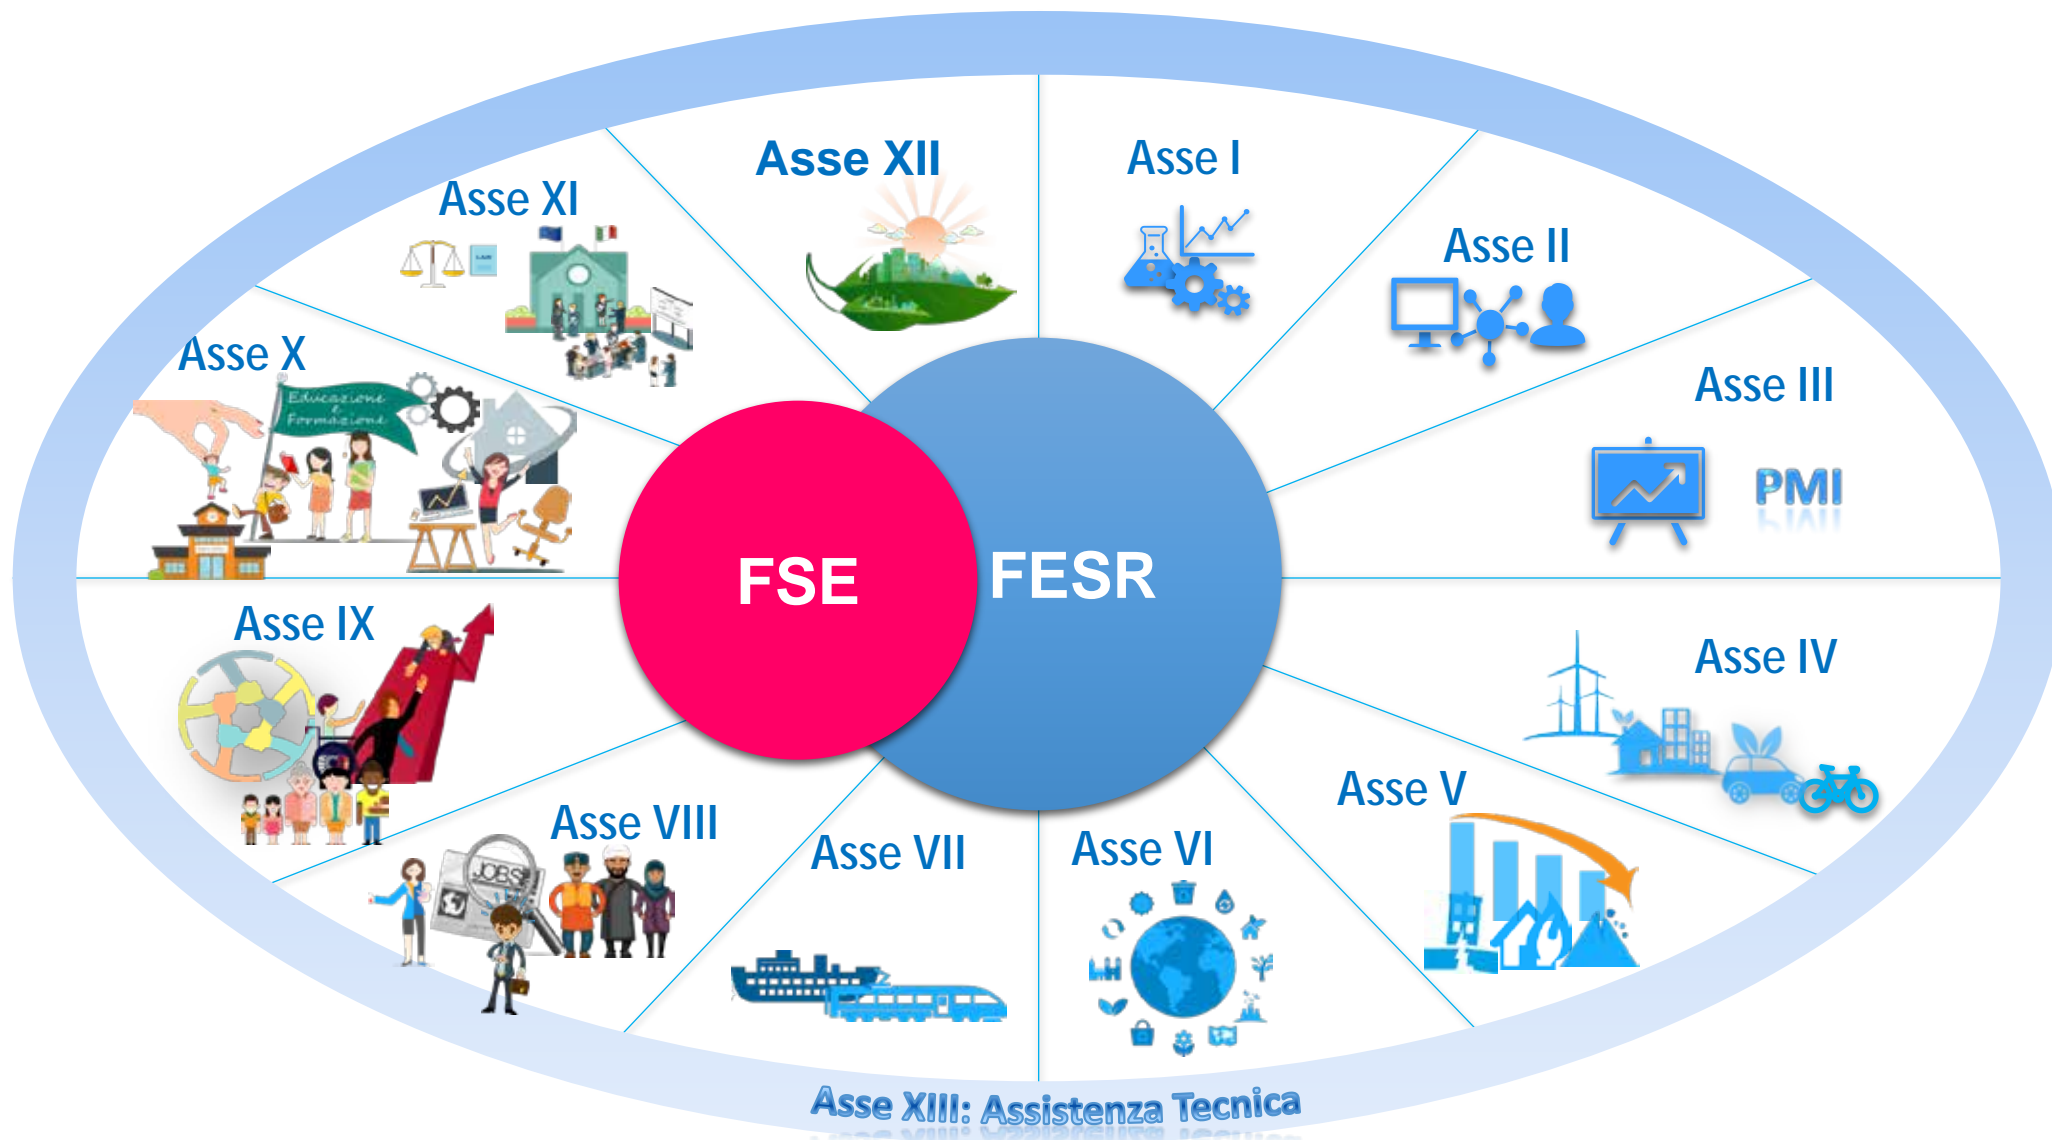 Asse XII
Asse I
Asse XI
Asse II
Asse X
Educazione
e
Formazione
Asse III
PMI
FSE
FESR
Asse IX
Asse IV
Asse V
Asse VIII
JOBS
Asse VII
Asse VI
Asse XIII: Assistenza Tecnica